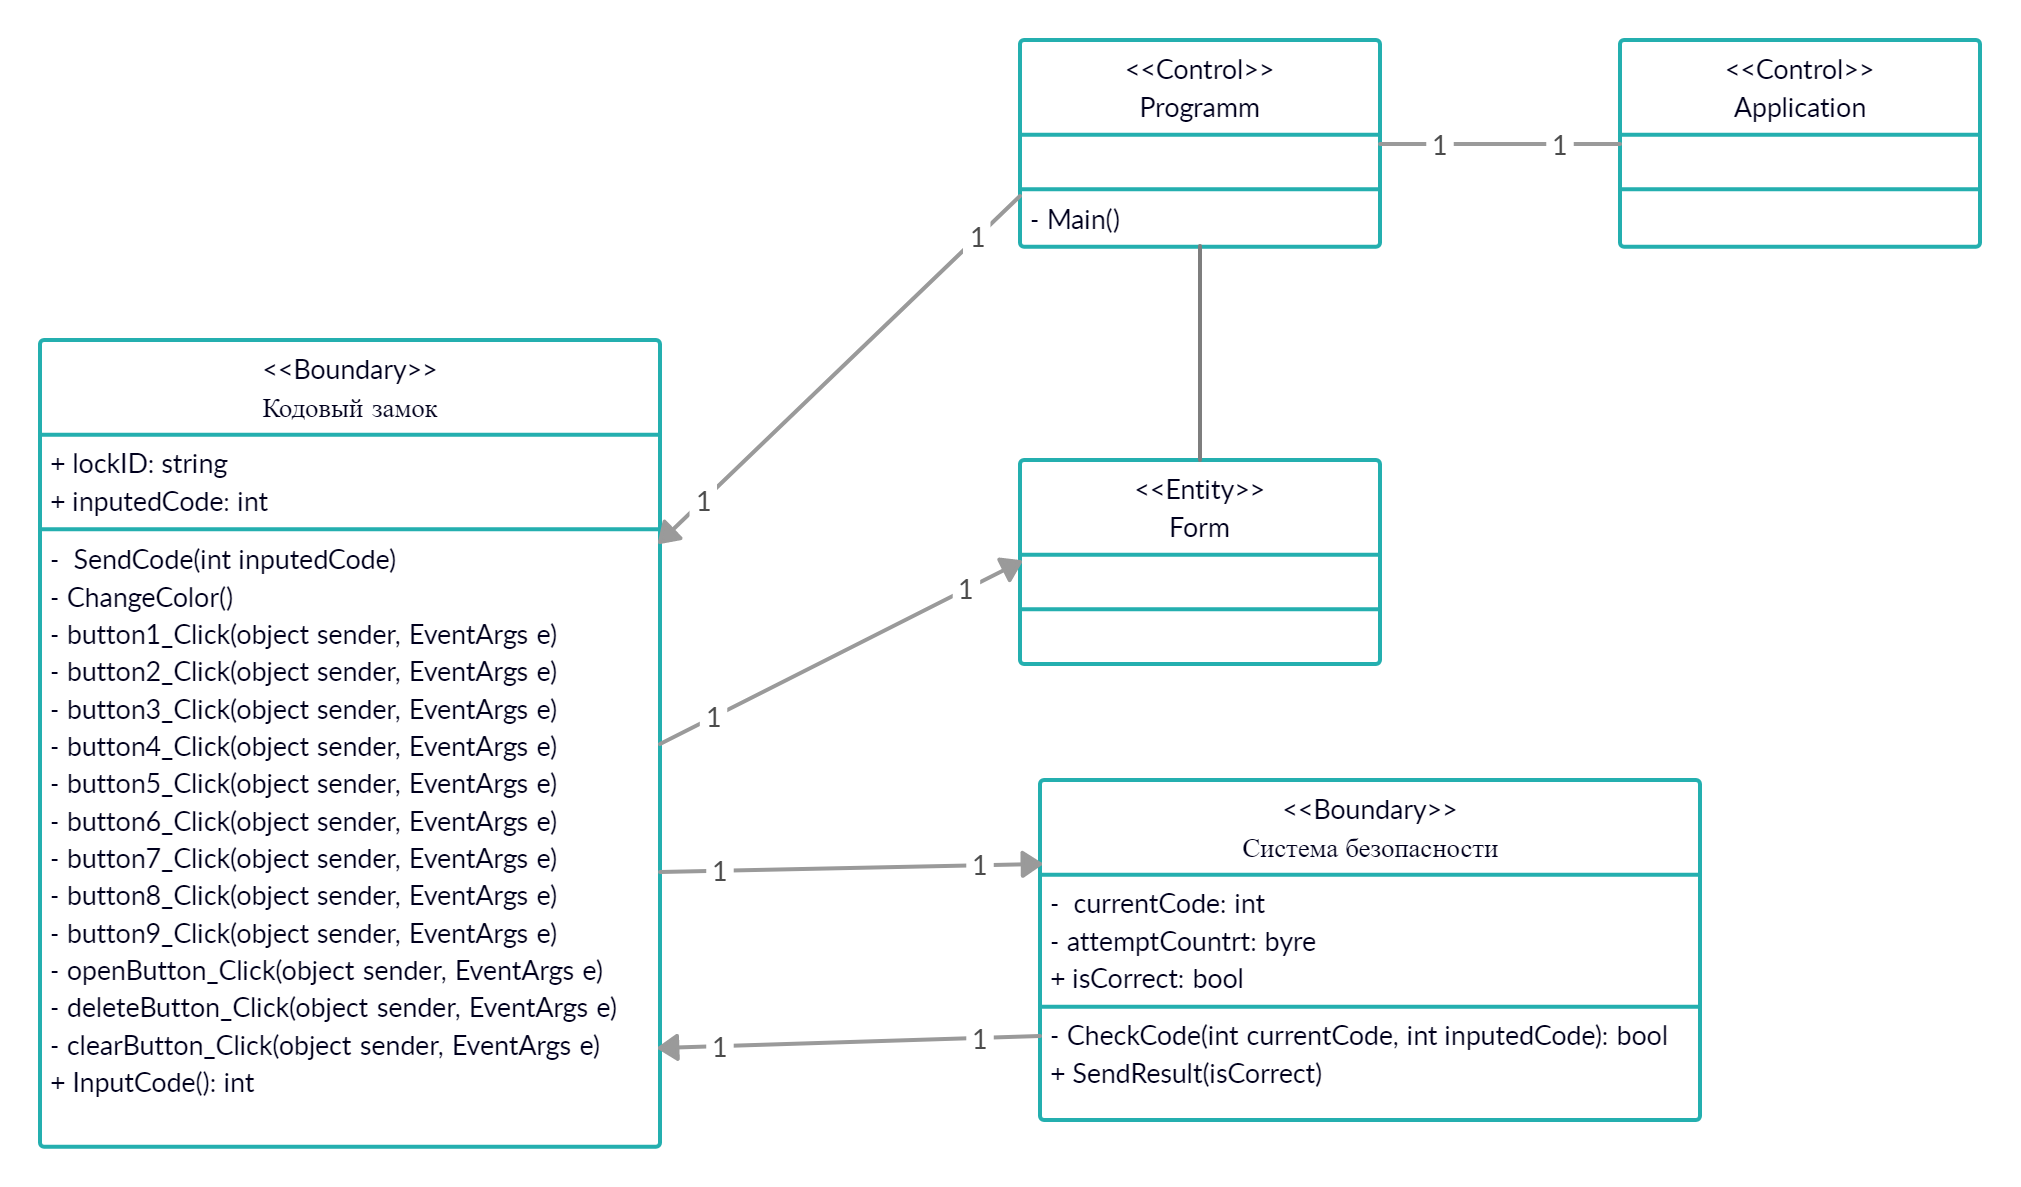 <<Control>>
Programm
- Main()
<<Control>>
Application
1
1
1
1
<<Boundary>>
Кодовый замок
+ lockID: string
+ inputedCode: int
-  SendCode(int inputedCode)
- ChangeColor()
- button1_Click(object sender, EventArgs e)
- button2_Click(object sender, EventArgs e)
- button3_Click(object sender, EventArgs e)
- button4_Click(object sender, EventArgs e)
- button5_Click(object sender, EventArgs e)
- button6_Click(object sender, EventArgs e)
- button7_Click(object sender, EventArgs e)
- button8_Click(object sender, EventArgs e)
- button9_Click(object sender, EventArgs e)
- openButton_Click(object sender, EventArgs e)
- deleteButton_Click(object sender, EventArgs e)
- clearButton_Click(object sender, EventArgs e)
+ InputCode(): int
<<Entity>>
Form
1
1
1
1
1
1
<<Boundary>>
Система безопасности
-  currentCode: int
- attemptCountrt: byre
+ isCorrect: bool
- CheckCode(int currentCode, int inputedCode): bool
+ SendResult(isCorrect)